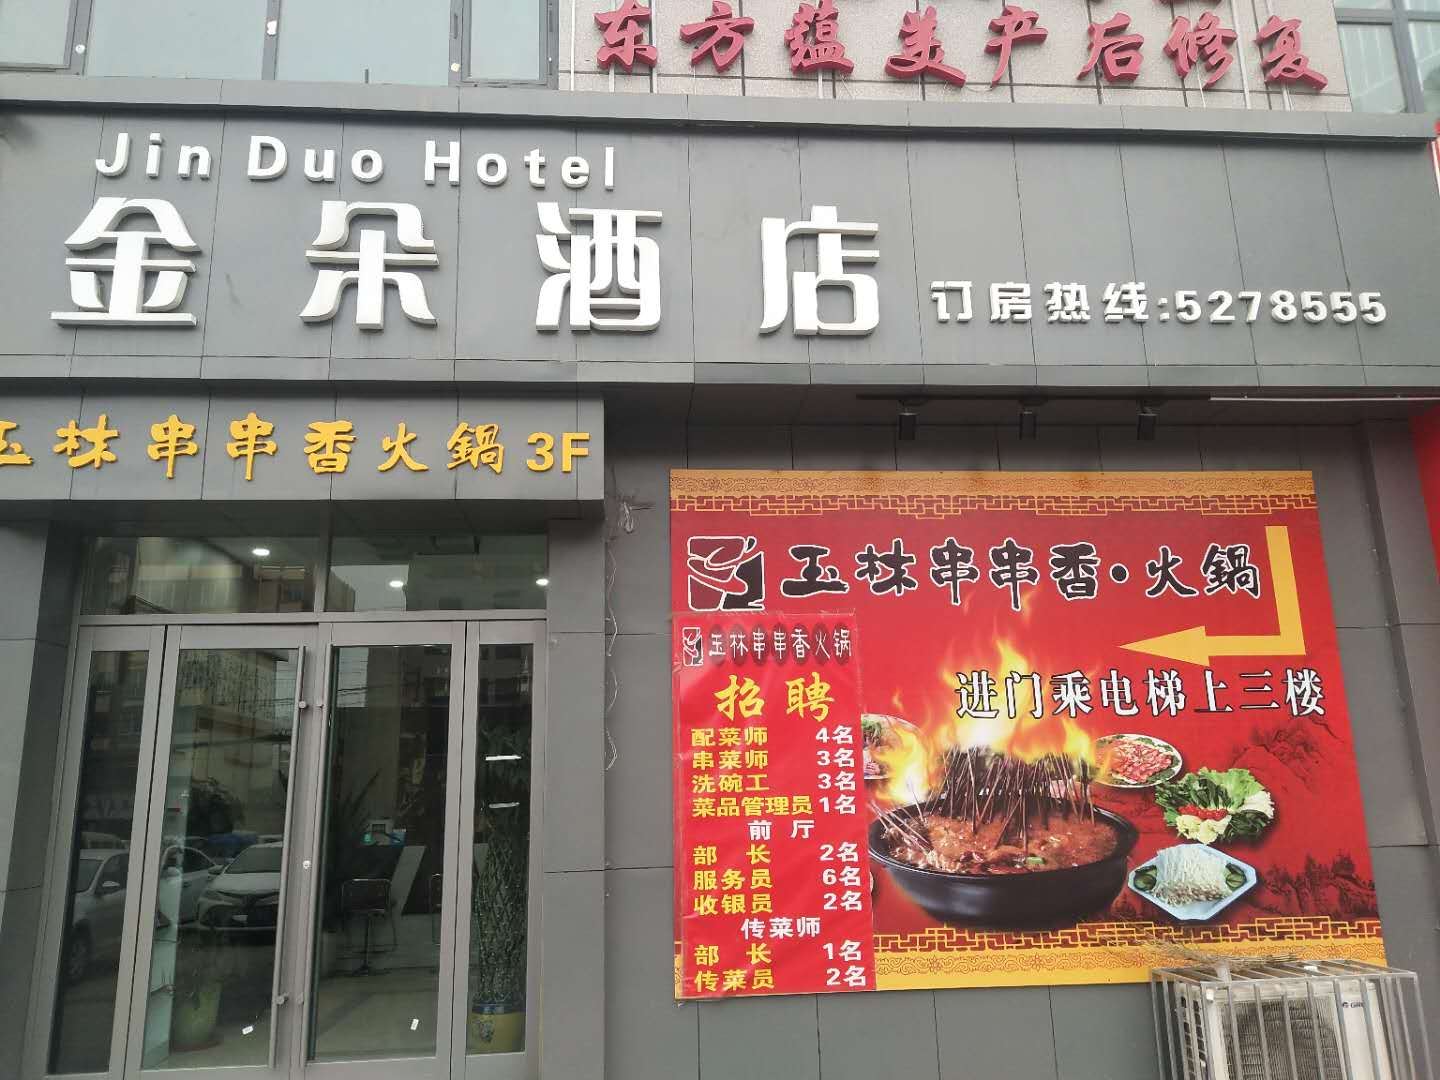 东方蕴美产后修复
Jin Duo Hotel
金朵酒店
订房热线:5278555
玉林串串香火鍋 3F
玉林串串香·火鍋
进门乘电梯上三楼
玉林串串香火锅
招聘
配菜师 4名
串菜师 3名
洗碗工 3名
菜品管理员 1名
前厅
部长 2名
服务员 6名
收银员 2名
传菜师
部长 1名
传菜员 2名